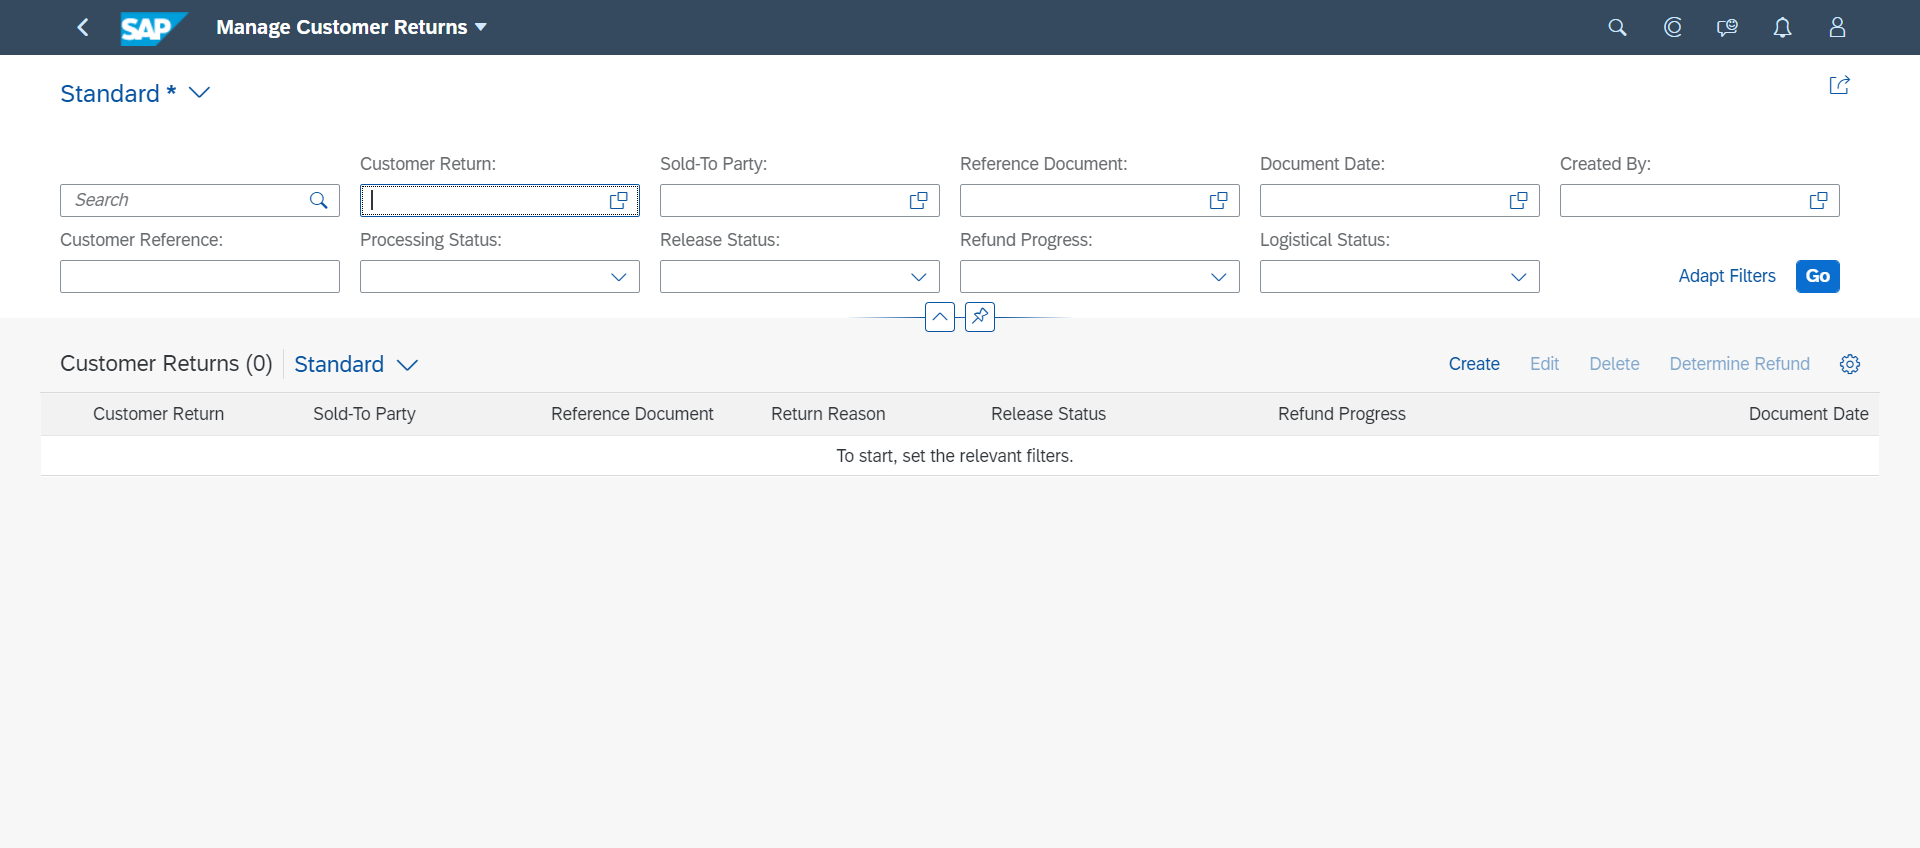 SAP Manage Customer Returns
Standard *
Customer Return: Sold-To Party: Reference Document: Document Date: Created By:
Search
Customer Reference: Processing Status: Release Status: Refund Progress: Logistical Status:
Adapt Filters Go
Customer Returns (0) Standard Create Edit Delete Determine Refund
Customer Return Sold-To Party Reference Document Return Reason Release Status Refund Progress Document Date
To start, set the relevant filters.